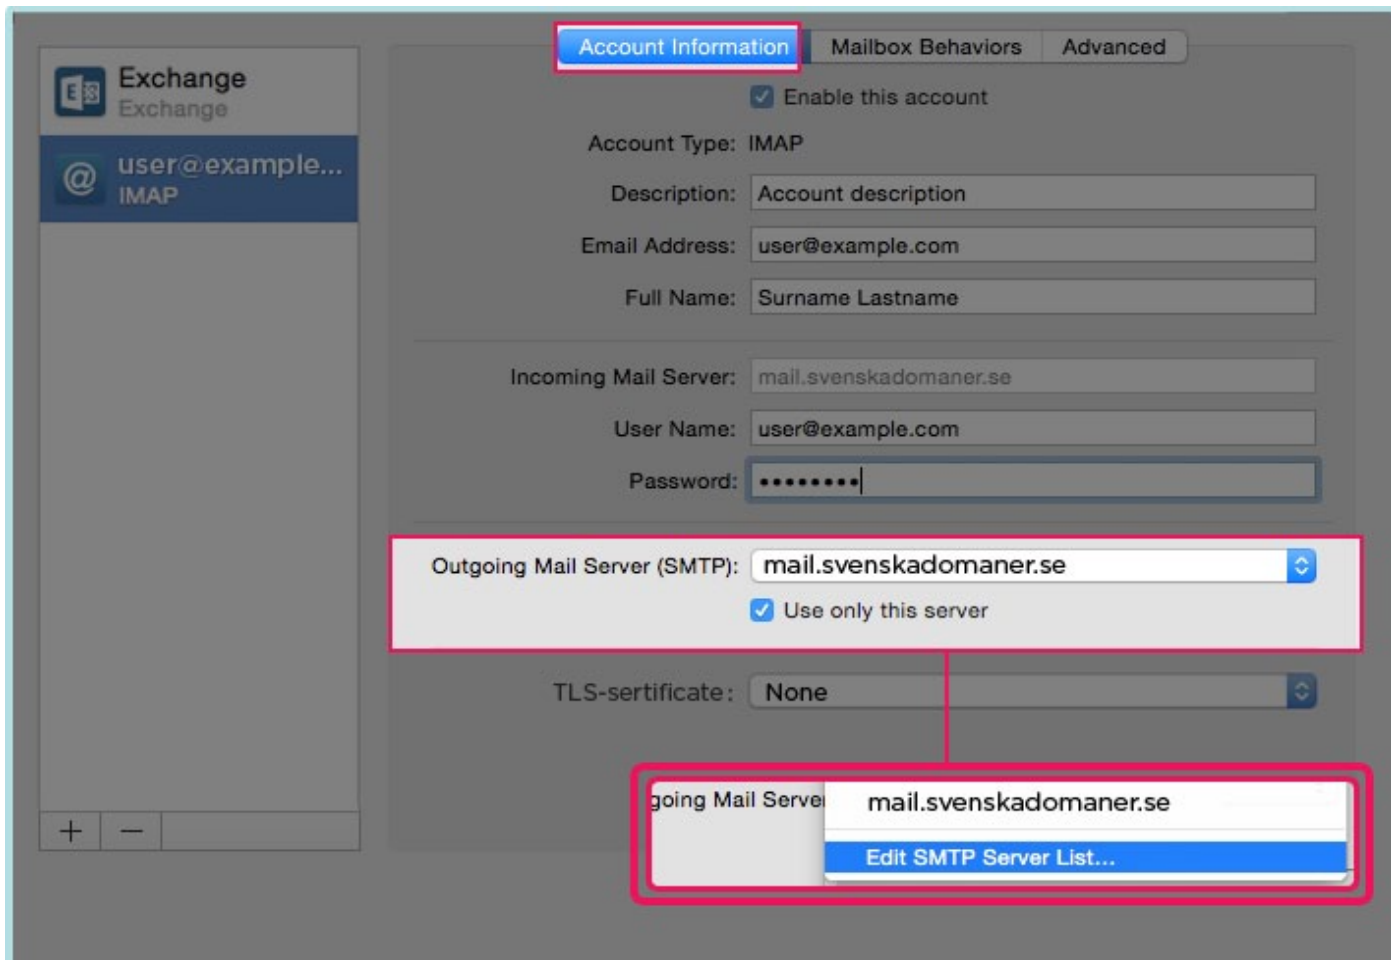 Account Information Mailbox Behaviors Advanced
Exchange
Exchange
user@example...
IMAP
Enable this account
Account Type: IMAP
Description: Account description
Email Address: user@example.com
Full Name: Surname Lastname
Incoming Mail Server: mail.svenskadomaner.se
User Name: user@example.com
Password: ••••••••
Outgoing Mail Server (SMTP): mail.svenskadomaner.se
Use only this server
TLS-sertificate: None
going Mail Server mail.svenskadomaner.se
Edit SMTP Server List...